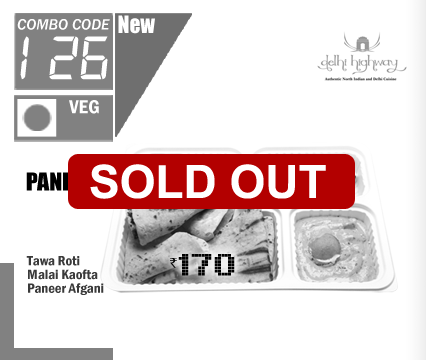 COMBO CODE
126
New
VEG
delhi highway
Authentic North Indian and Delhi Cuisine
SOLD OUT
₹170
Tawa Roti
Malai Kaofta
Paneer Afgani